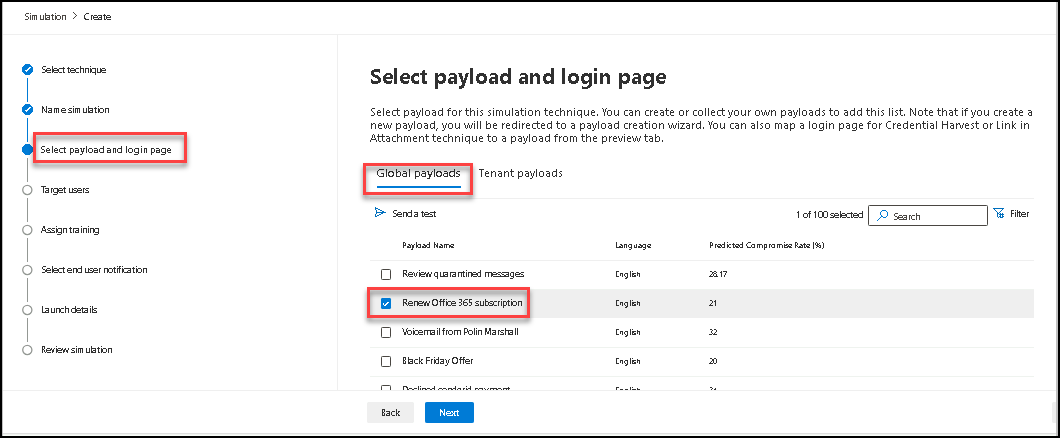 Simulation > Create
Select technique
Name simulation
Select payload and login page
Target users
Assign training
Select end user notification
Launch details
Review simulation
Select payload and login page
Select payload for this simulation technique. You can create or collect your own payloads to add this list. Note that if you create a
new payload, you will be redirected to a payload creation wizard. You can also map a login page for Credential Harvest or Link in
Attachment technique to a payload from the preview tab.
Global payloads Tenant payloads
Send a test 1 of 100 selected Search Filter
Payload Name Language Predicted Compromise Rate (%)
Review quarantined messages English 28.17
Renew Office 365 subscription English 21
Voicemail from Polin Marshall English 32
Black Friday Offer English 20
Declined English
Back Next